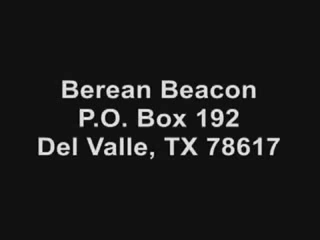 Berean Beacon
P.O. Box 192
Del Valle, TX 78617